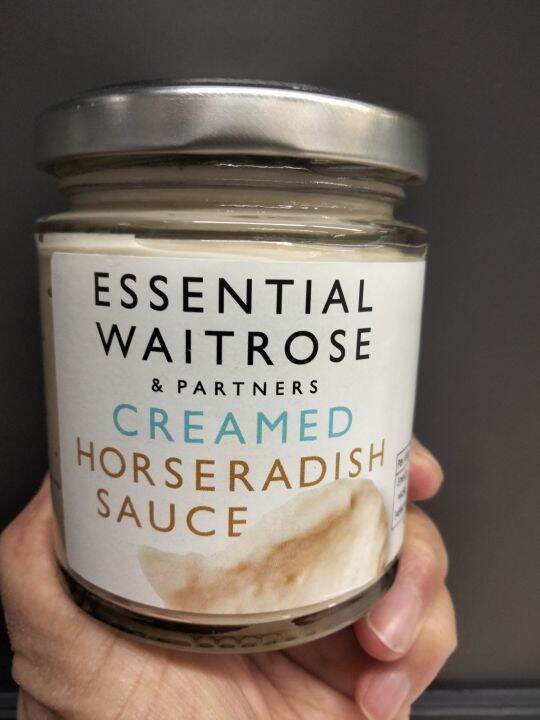 ESSENTIAL
WAITROSE
& PARTNERS
CREAMED
HORSERADISH
SAUCE